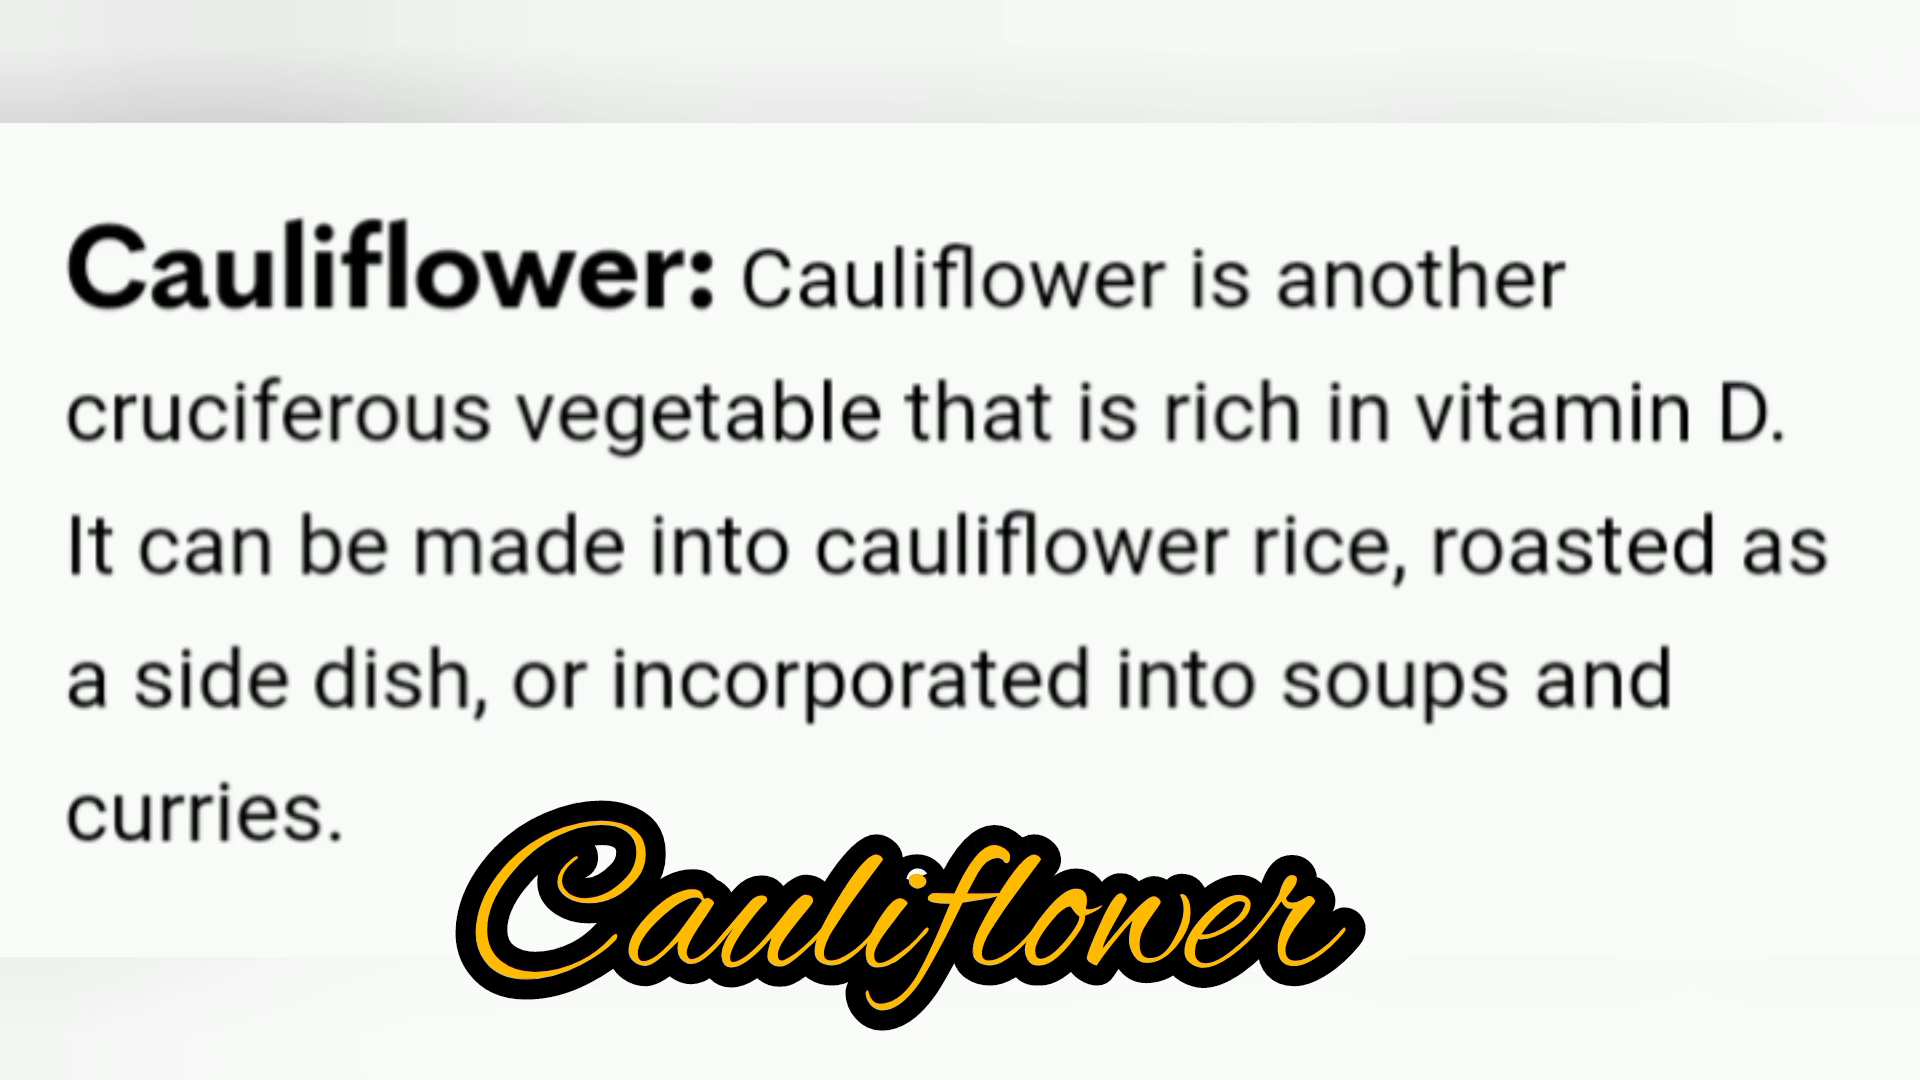 Cauliflower: Cauliflower is another
cruciferous vegetable that is rich in vitamin D.
It can be made into cauliflower rice, roasted as
a side dish, or incorporated into soups and
curries.
Cauliflower